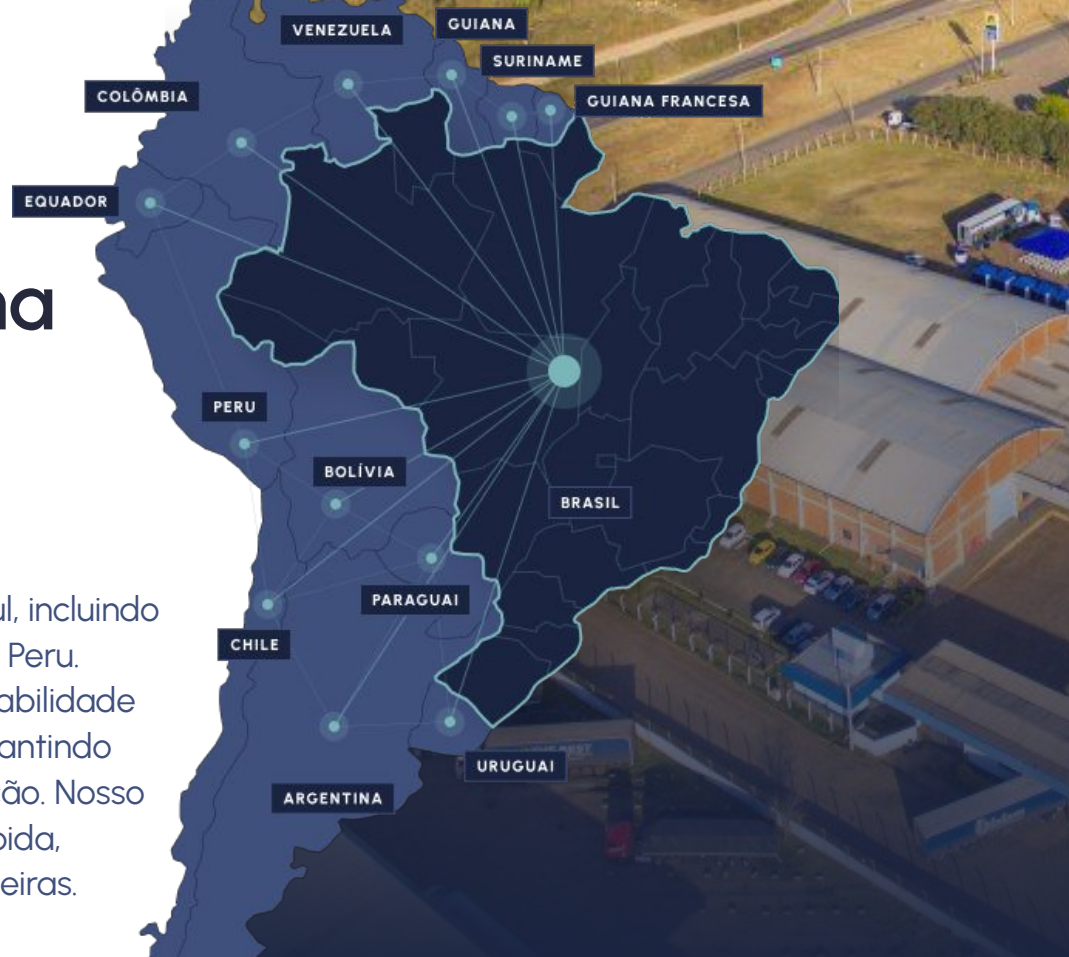 VENEZUELA
GUIANA
SURINAME
COLÔMBIA
GUIANA FRANCESA
EQUADOR
na
PERU
BOLÍVIA
BRASIL
PARAGUAI
CHILE
URUGUAI
ARGENTINA
ul, incluindo
Peru.
abilidade
antindo
ão. Nosso
pida,
eiras.